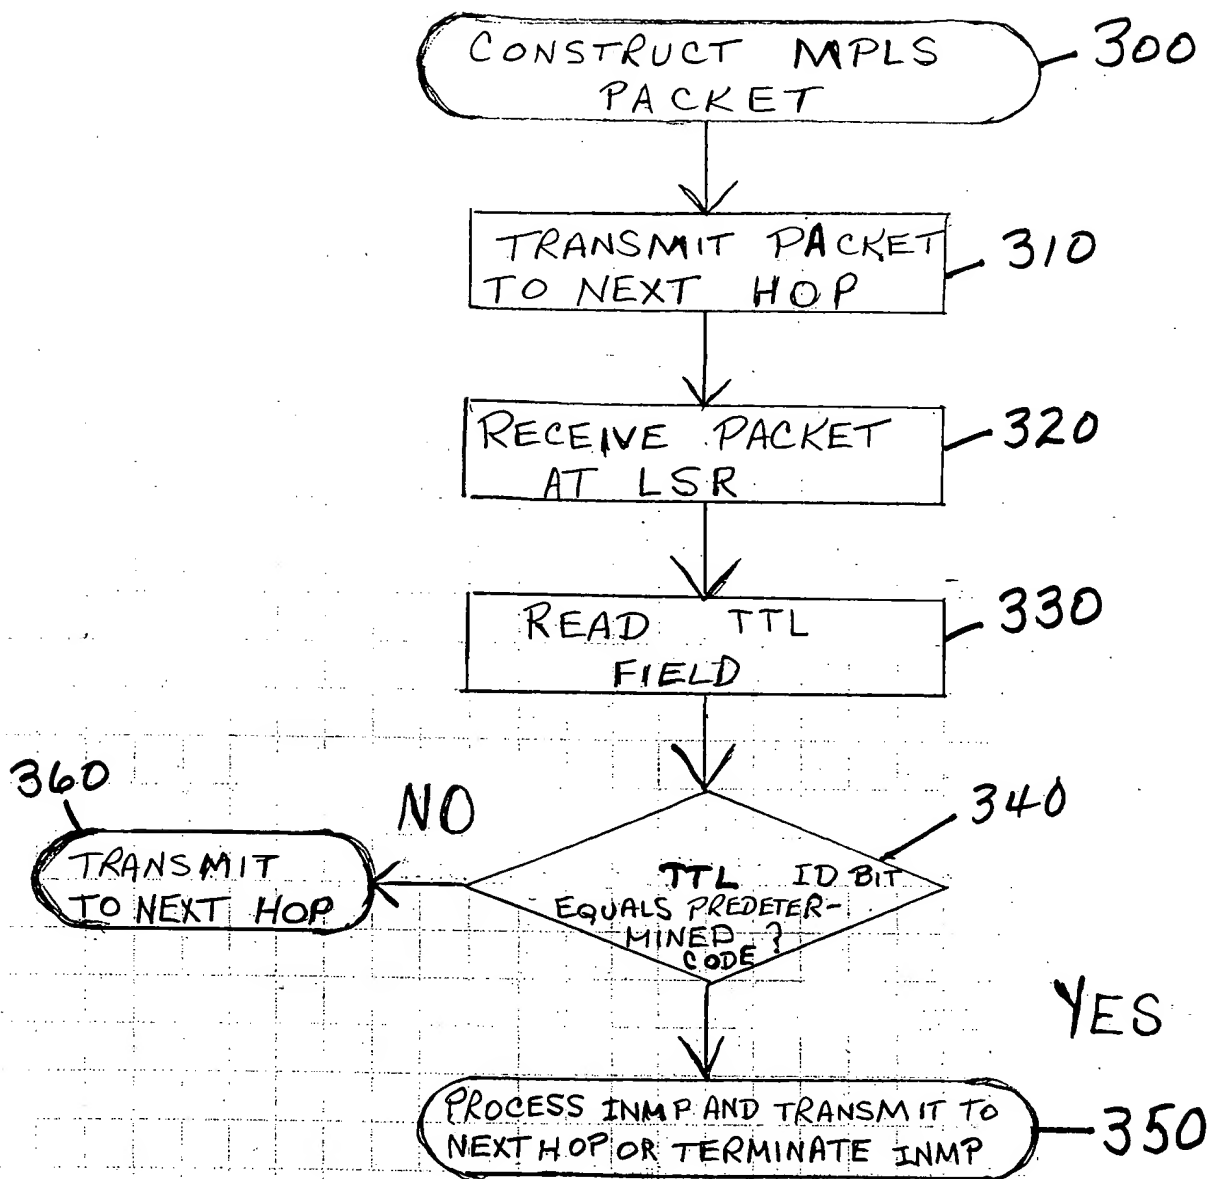 CONSTRUCT MPLS
PACKET
300
TRANSMIT PACKET
TO NEXT HOP
310
RECEIVE PACKET
AT LSR
320
READ TTL
FIELD
330
360
NO
340
TRANSMIT
TO NEXT HOP
TTL ID BIT
EQUALS PREDETER-
MINED ?
CODE
YES
PROCESS INMP AND TRANSMIT TO
NEXT HOP OR TERMINATE INMP
350